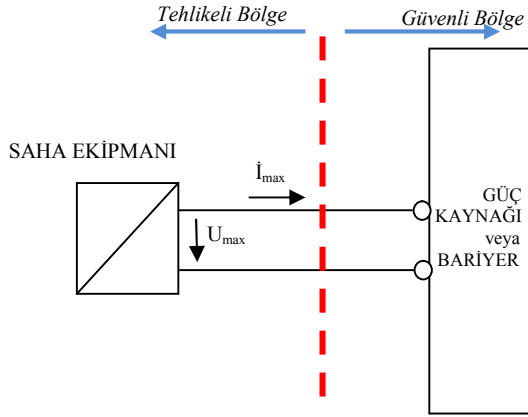 Tehlikeli Bölge
Güvenli Bölge
SAHA EKİPMANI
İmax
Umax
GÜÇ
KAYNAĞI
veya
BARİYER